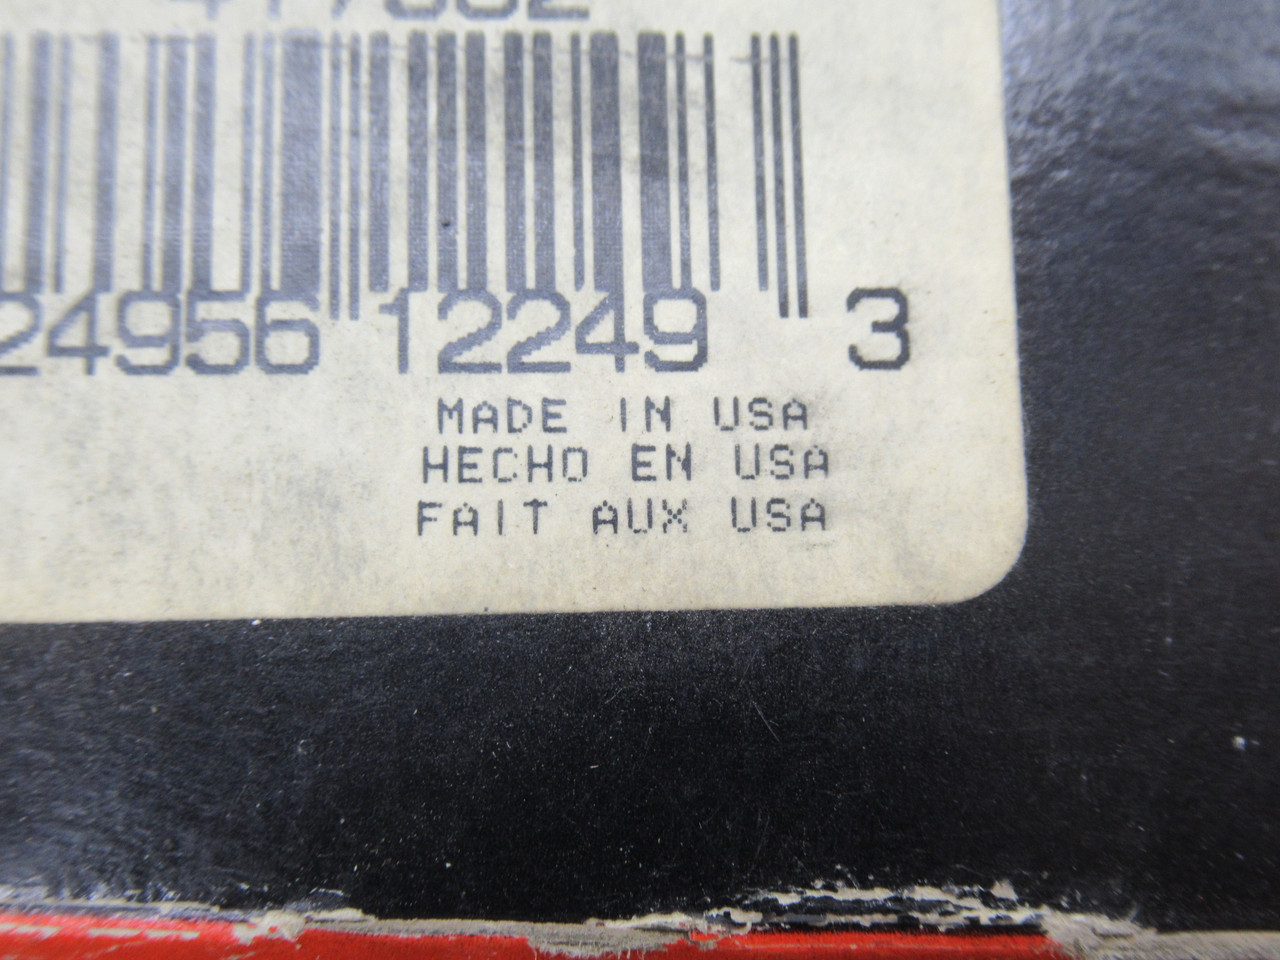 24956 12249 3
MADE IN USA
HECHO EN USA
FAIT AUX USA